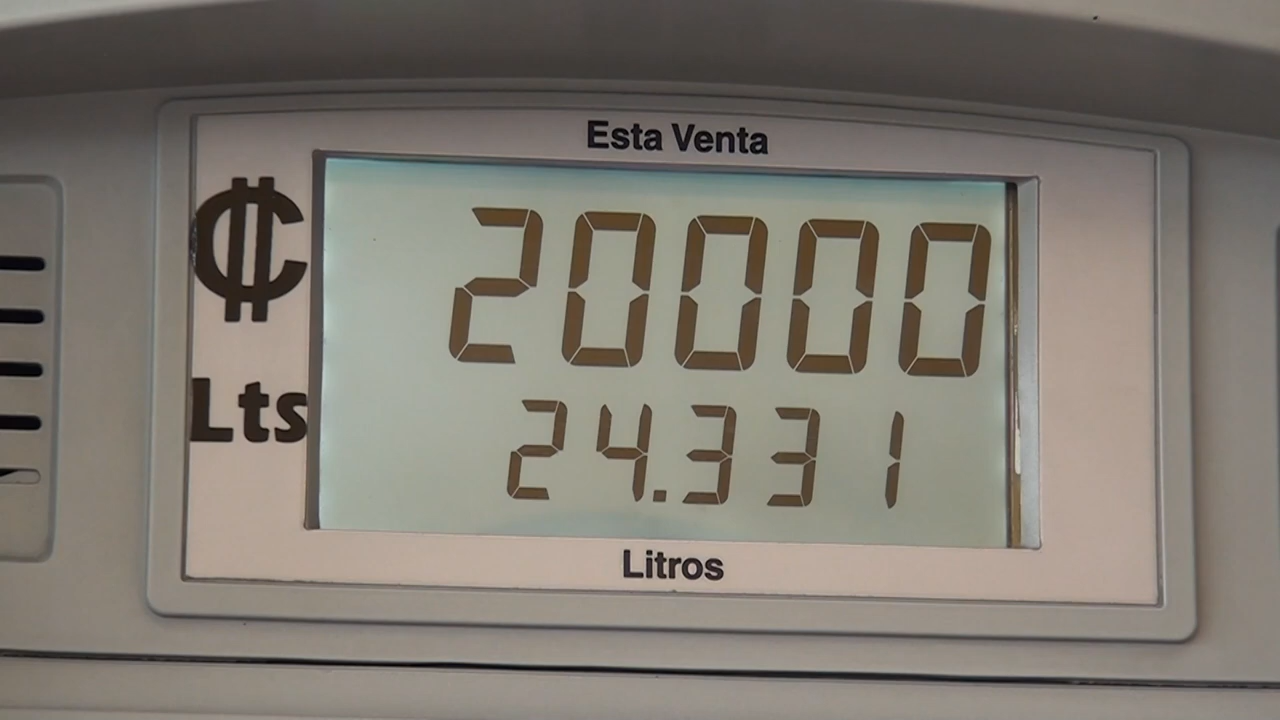 Esta Venta
₡ 20000
Lts 24.331
Litros